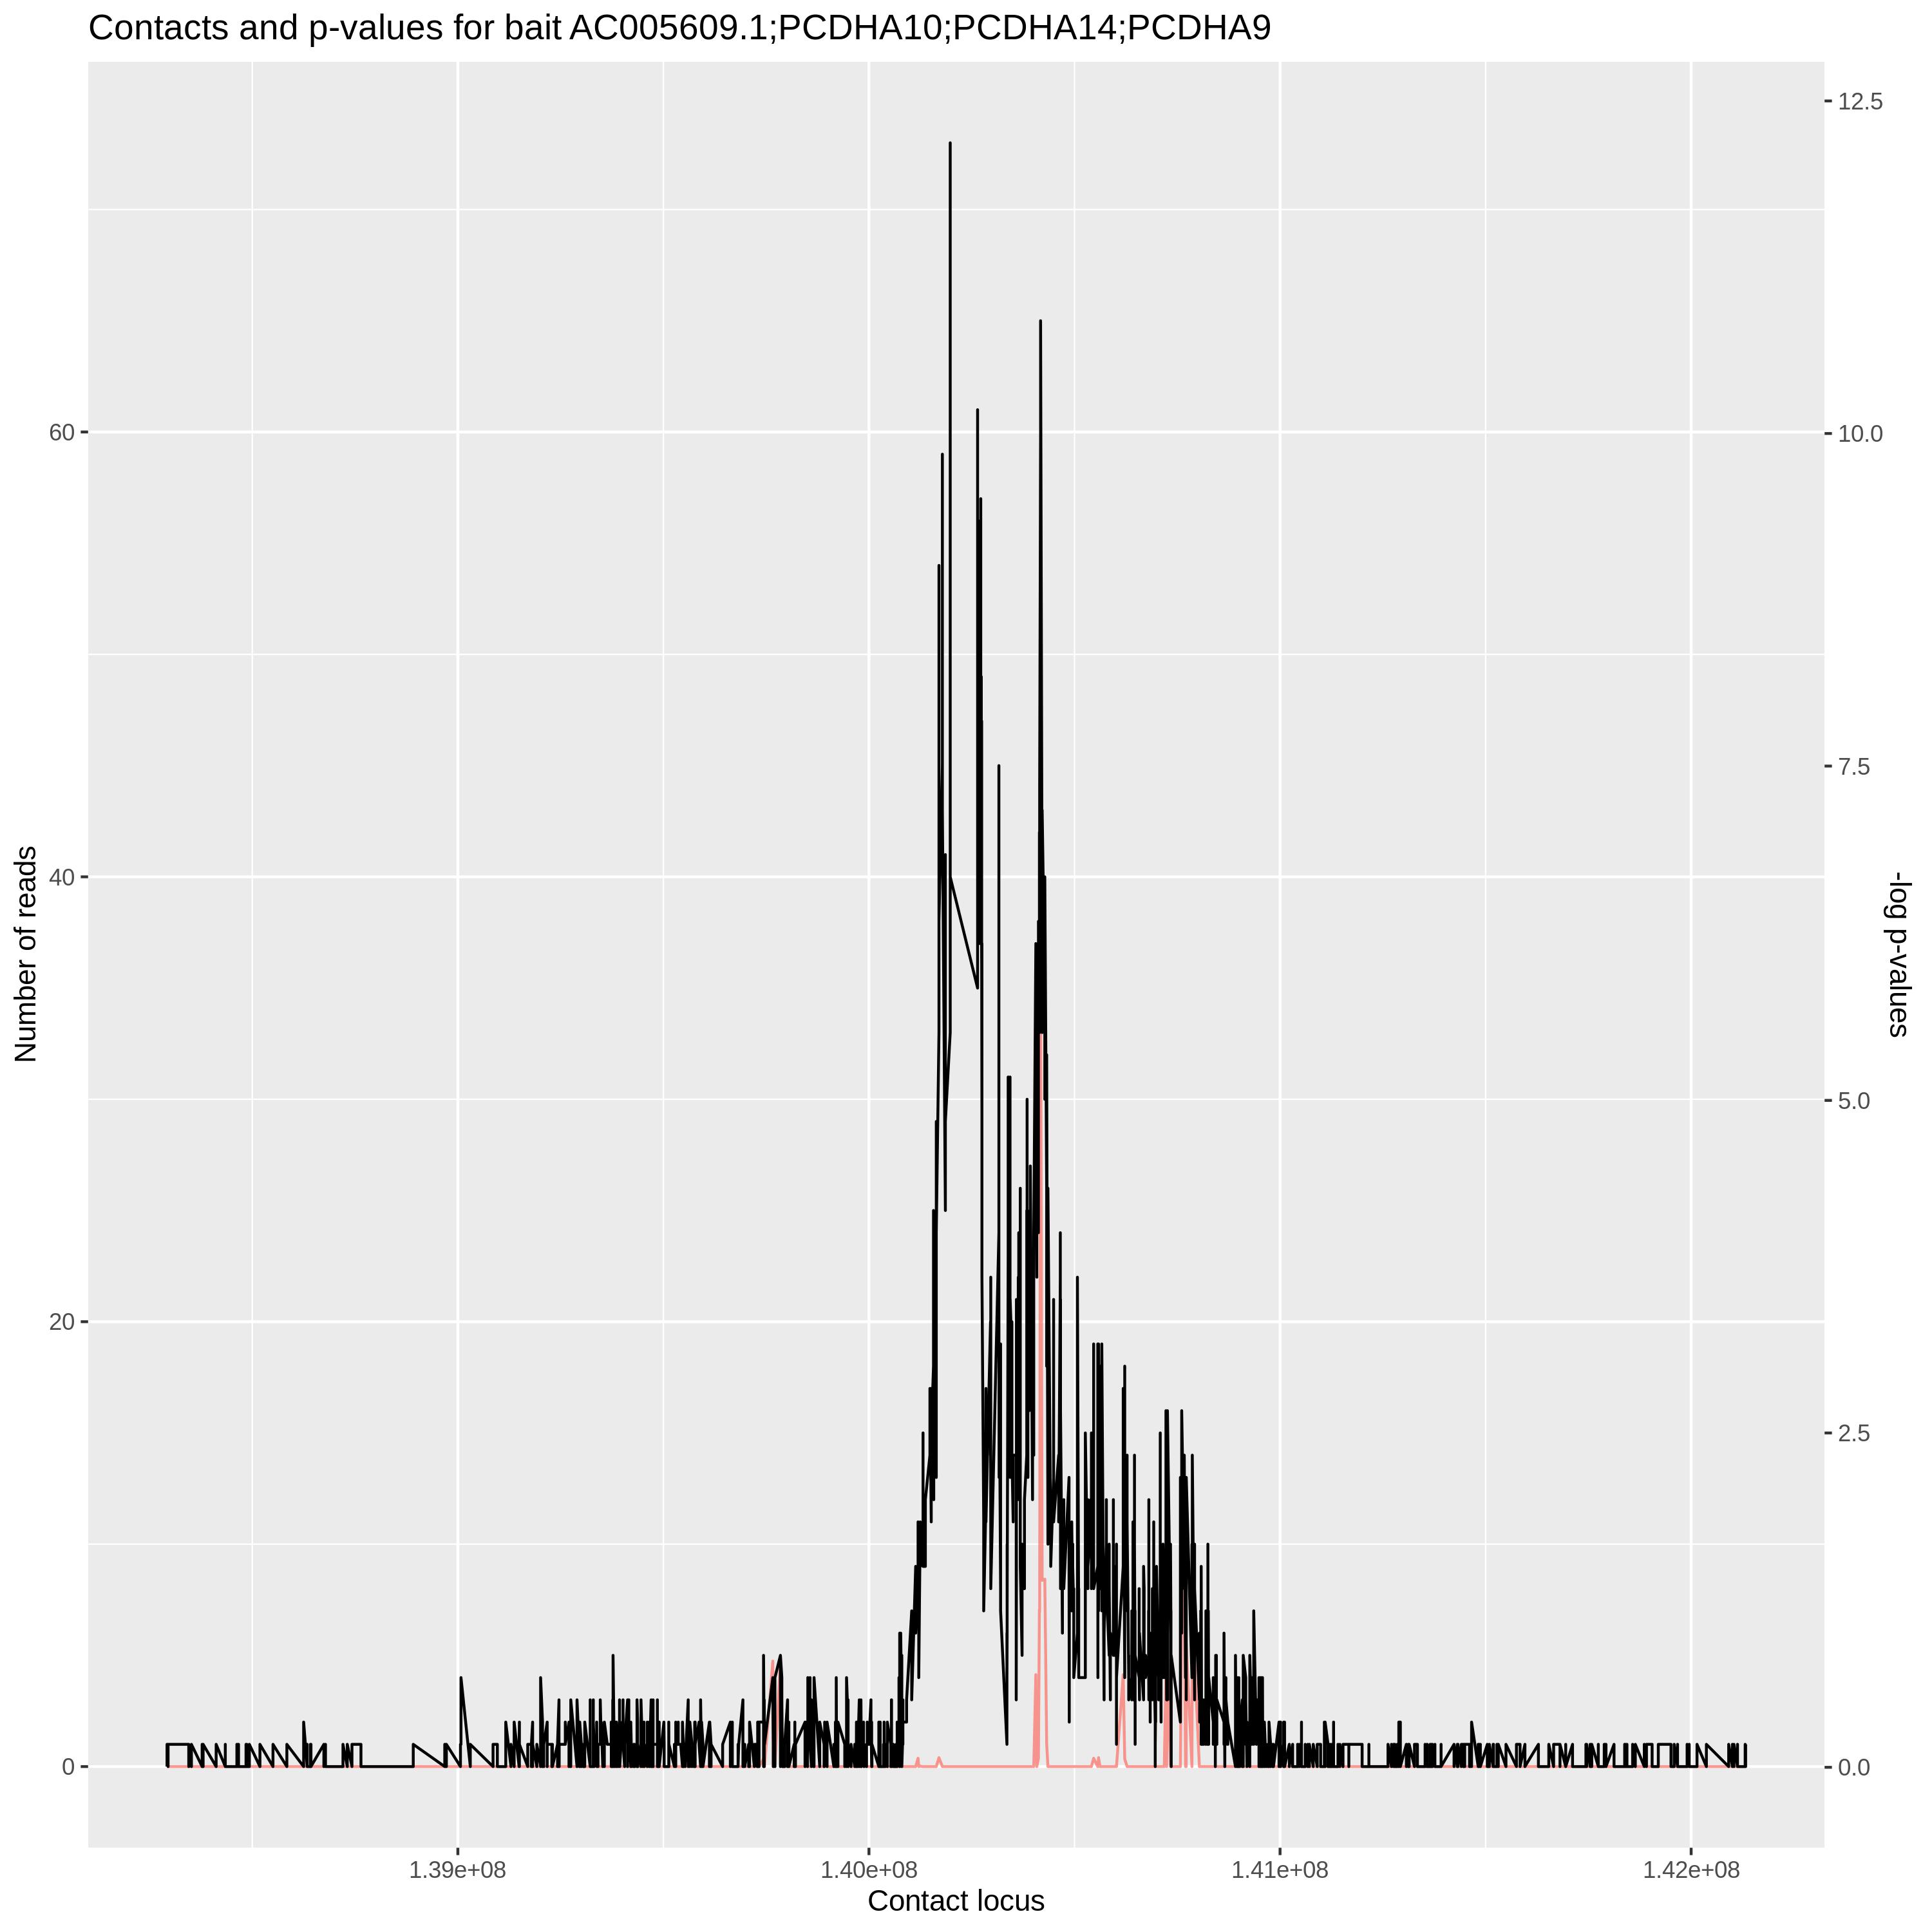 Contacts and p-values for bait AC005609.1;PCDHA10;PCDHA14;PCDHA9
12.5
10.0
7.5
5.0
2.5
0.0
60
40
20
0
Number of reads
-log p-values
1.39e+08
1.40e+08
1.41e+08
1.42e+08
Contact locus